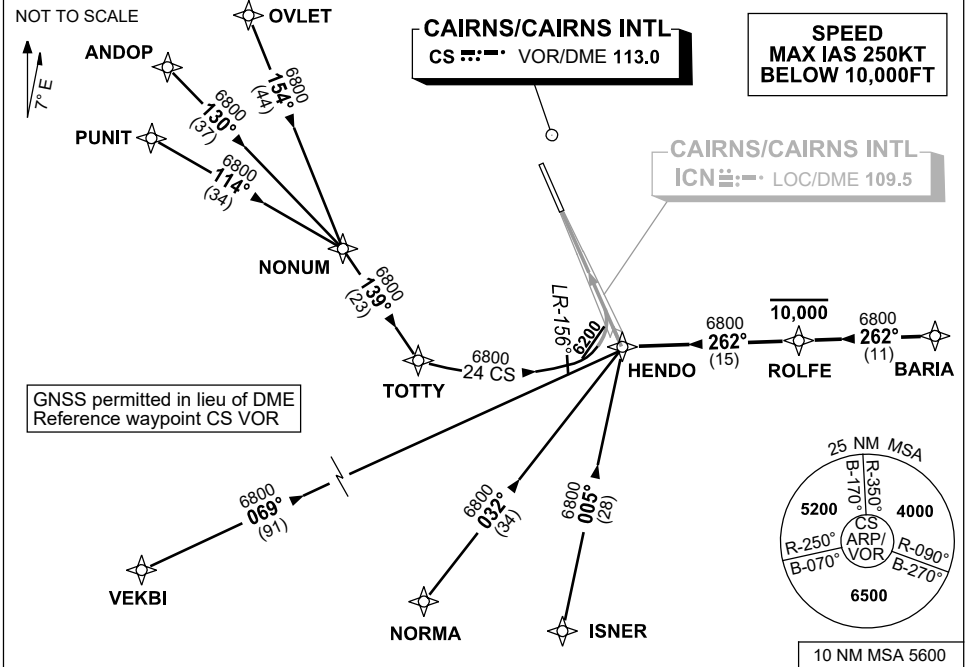 NOT TO SCALE
7° E
OVLET
ANDOP
PUNIT
6800
154°
(44)
6800
130°
(37)
6800
114°
(34)
CAIRNS/CAIRNS INTL
CS VOR/DME 113.0
SPEED
MAX IAS 250KT
BELOW 10,000FT
CAIRNS/CAIRNS INTL
ICN LOC/DME 109.5
NONUM
6800
139°
(23)
TOTTY
6800
24 CS
LR-156°
6200
HENDO
6800
262°
(15)
10,000
ROLFE
6800
262°
(11)
BARIA
GNSS permitted in lieu of DME
Reference waypoint CS VOR
6800
069°
(91)
VEKBI
6800
032°
(34)
NORMA
6800
005°
(28)
ISNER
25 NM MSA
B-170°
R-350°
5200
4000
CS
ARP/
VOR
R-250°
B-070°
R-090°
B-270°
6500
10 NM MSA 5600